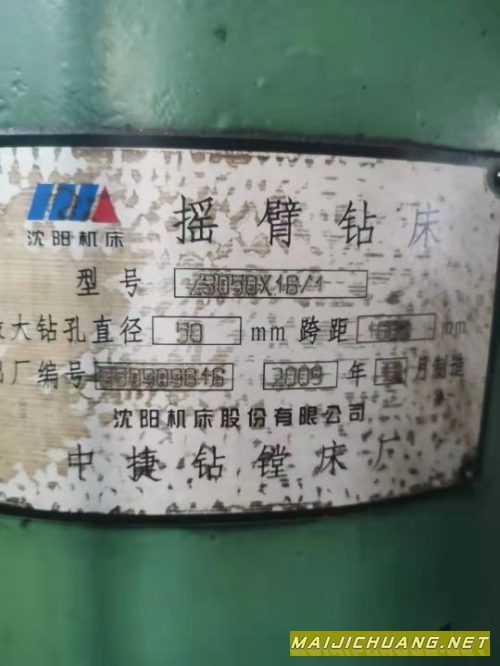 沈阳机床 摇臂钻床
型号 Z3050X16/1
大钻孔直径 50 mm 跨距 mm
厂编号 2009 年 月制造
沈阳机床股份有限公司
中捷钻镗床厂
MAIJICHUANG.NET